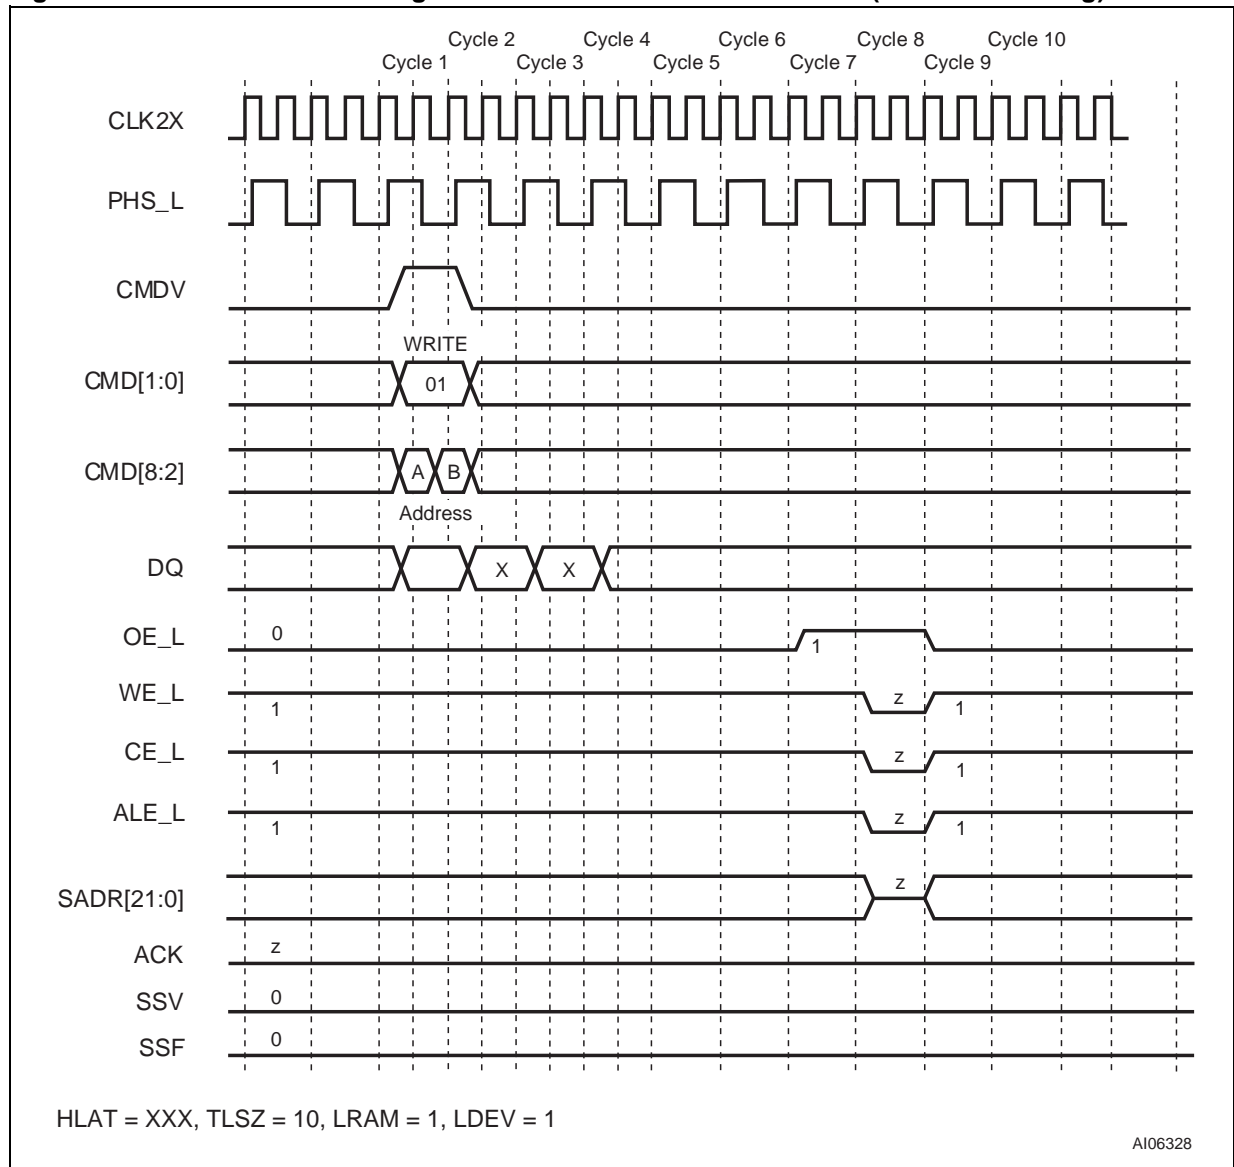 Cycle 2 Cycle 4 Cycle 6 Cycle 8 Cycle 10
Cycle 1 Cycle 3 Cycle 5 Cycle 7 Cycle 9
CLK2X
PHS_L
CMDV
WRITE
CMD[1:0] 01
CMD[8:2] A B
Address
DQ X X
OE_L 0 1
WE_L 1 z 1
CE_L 1 z 1
ALE_L 1 z 1
SADR[21:0] z
ACK z
SSV 0
SSF 0
HLAT = XXX, TLSZ = 10, LRAM = 1, LDEV = 1
AI06328